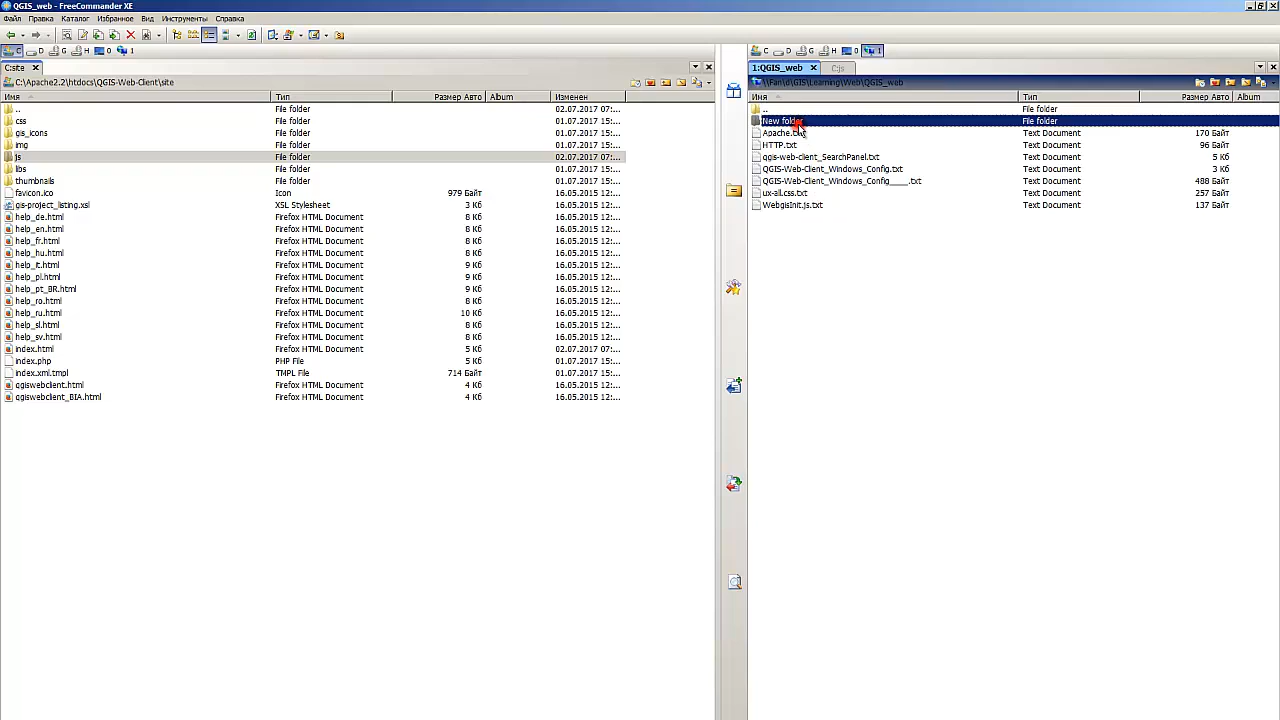 QGIS_web - FreeCommander XE
Файл Правка Каталог Избранное Вид Инструменты Справка
C D G H 0 1
C D G H 0 1
C:site
1:QGIS_web C:js
C:\Apache2.2\htdocs\QGIS-Web-Client\site
\\Fan\d\GIS\Learning\Web\QGIS_web
Имя Тип Размер Авто Album Изменен
.. File folder 02.07.2017 07:...
css File folder 01.07.2017 15:...
gis_icons File folder 01.07.2017 15:...
img File folder 01.07.2017 15:...
js File folder 02.07.2017 07:...
libs File folder 01.07.2017 15:...
thumbnails File folder 01.07.2017 15:...
favicon.ico Icon 979 Байт 16.05.2015 12:...
gis-project_listing.xsl XSL Stylesheet 3 Кб 16.05.2015 12:...
help_de.html Firefox HTML Document 8 Кб 16.05.2015 12:...
help_en.html Firefox HTML Document 8 Кб 16.05.2015 12:...
help_fr.html Firefox HTML Document 8 Кб 16.05.2015 12:...
help_hu.html Firefox HTML Document 8 Кб 16.05.2015 12:...
help_it.html Firefox HTML Document 9 Кб 16.05.2015 12:...
help_pl.html Firefox HTML Document 9 Кб 16.05.2015 12:...
help_pt_BR.html Firefox HTML Document 9 Кб 16.05.2015 12:...
help_ro.html Firefox HTML Document 8 Кб 16.05.2015 12:...
help_ru.html Firefox HTML Document 10 Кб 16.05.2015 12:...
help_sl.html Firefox HTML Document 8 Кб 16.05.2015 12:...
help_sv.html Firefox HTML Document 8 Кб 16.05.2015 12:...
index.html Firefox HTML Document 5 Кб 02.07.2017 07:...
index.php PHP File 5 Кб 01.07.2017 15:...
index.xml.tmpl TMPL File 714 Байт 01.07.2017 15:...
qgiswebclient.html Firefox HTML Document 4 Кб 16.05.2015 12:...
qgiswebclient_BIA.html Firefox HTML Document 4 Кб 16.05.2015 12:...
Имя Тип Размер Авто Album
.. File folder
New folder File folder
Apache.txt Text Document 170 Байт
HTTP.txt Text Document 96 Байт
qgis-web-client_SearchPanel.txt Text Document 5 Кб
QGIS-Web-Client_Windows_Config.txt Text Document 3 Кб
QGIS-Web-Client_Windows_Config____.txt Text Document 488 Байт
ux-all.css.txt Text Document 257 Байт
WebgisInit.js.txt Text Document 137 Байт